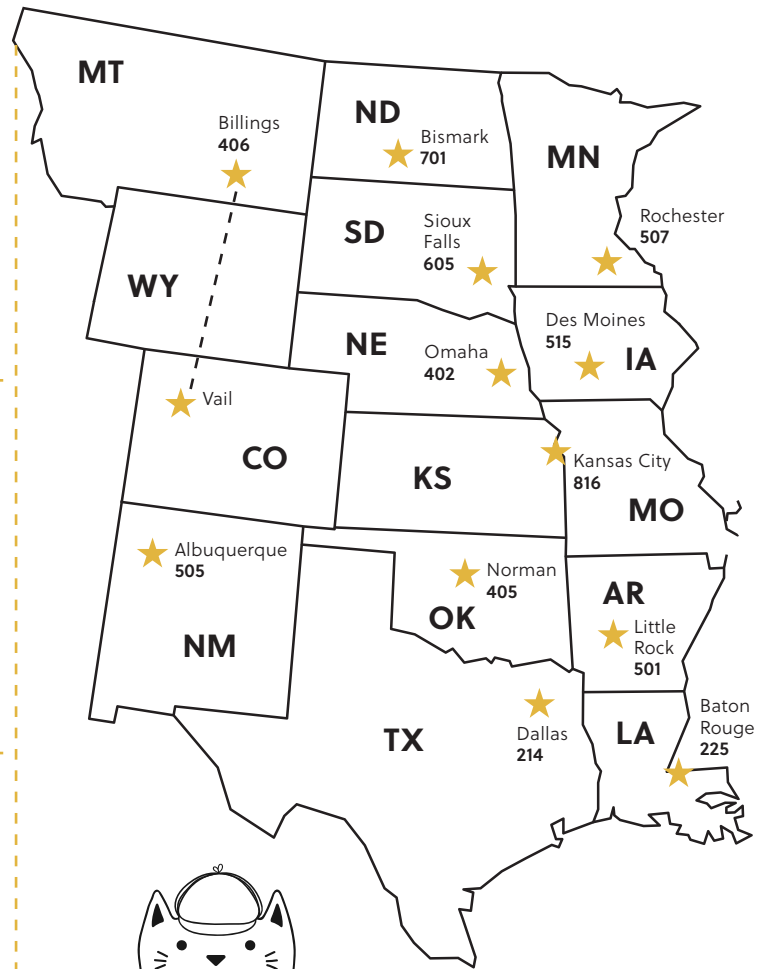 MT
Billings
406
ND
Bismark
701
MN
Rochester
507
SD
Sioux
Falls
605
WY
Des Moines
515
IA
NE
Omaha
402
Vail
CO
KS
Kansas City
816
MO
Albuquerque
505
Norman
405
OK
AR
Little
Rock
501
NM
TX
Dallas
214
LA
Baton
Rouge
225